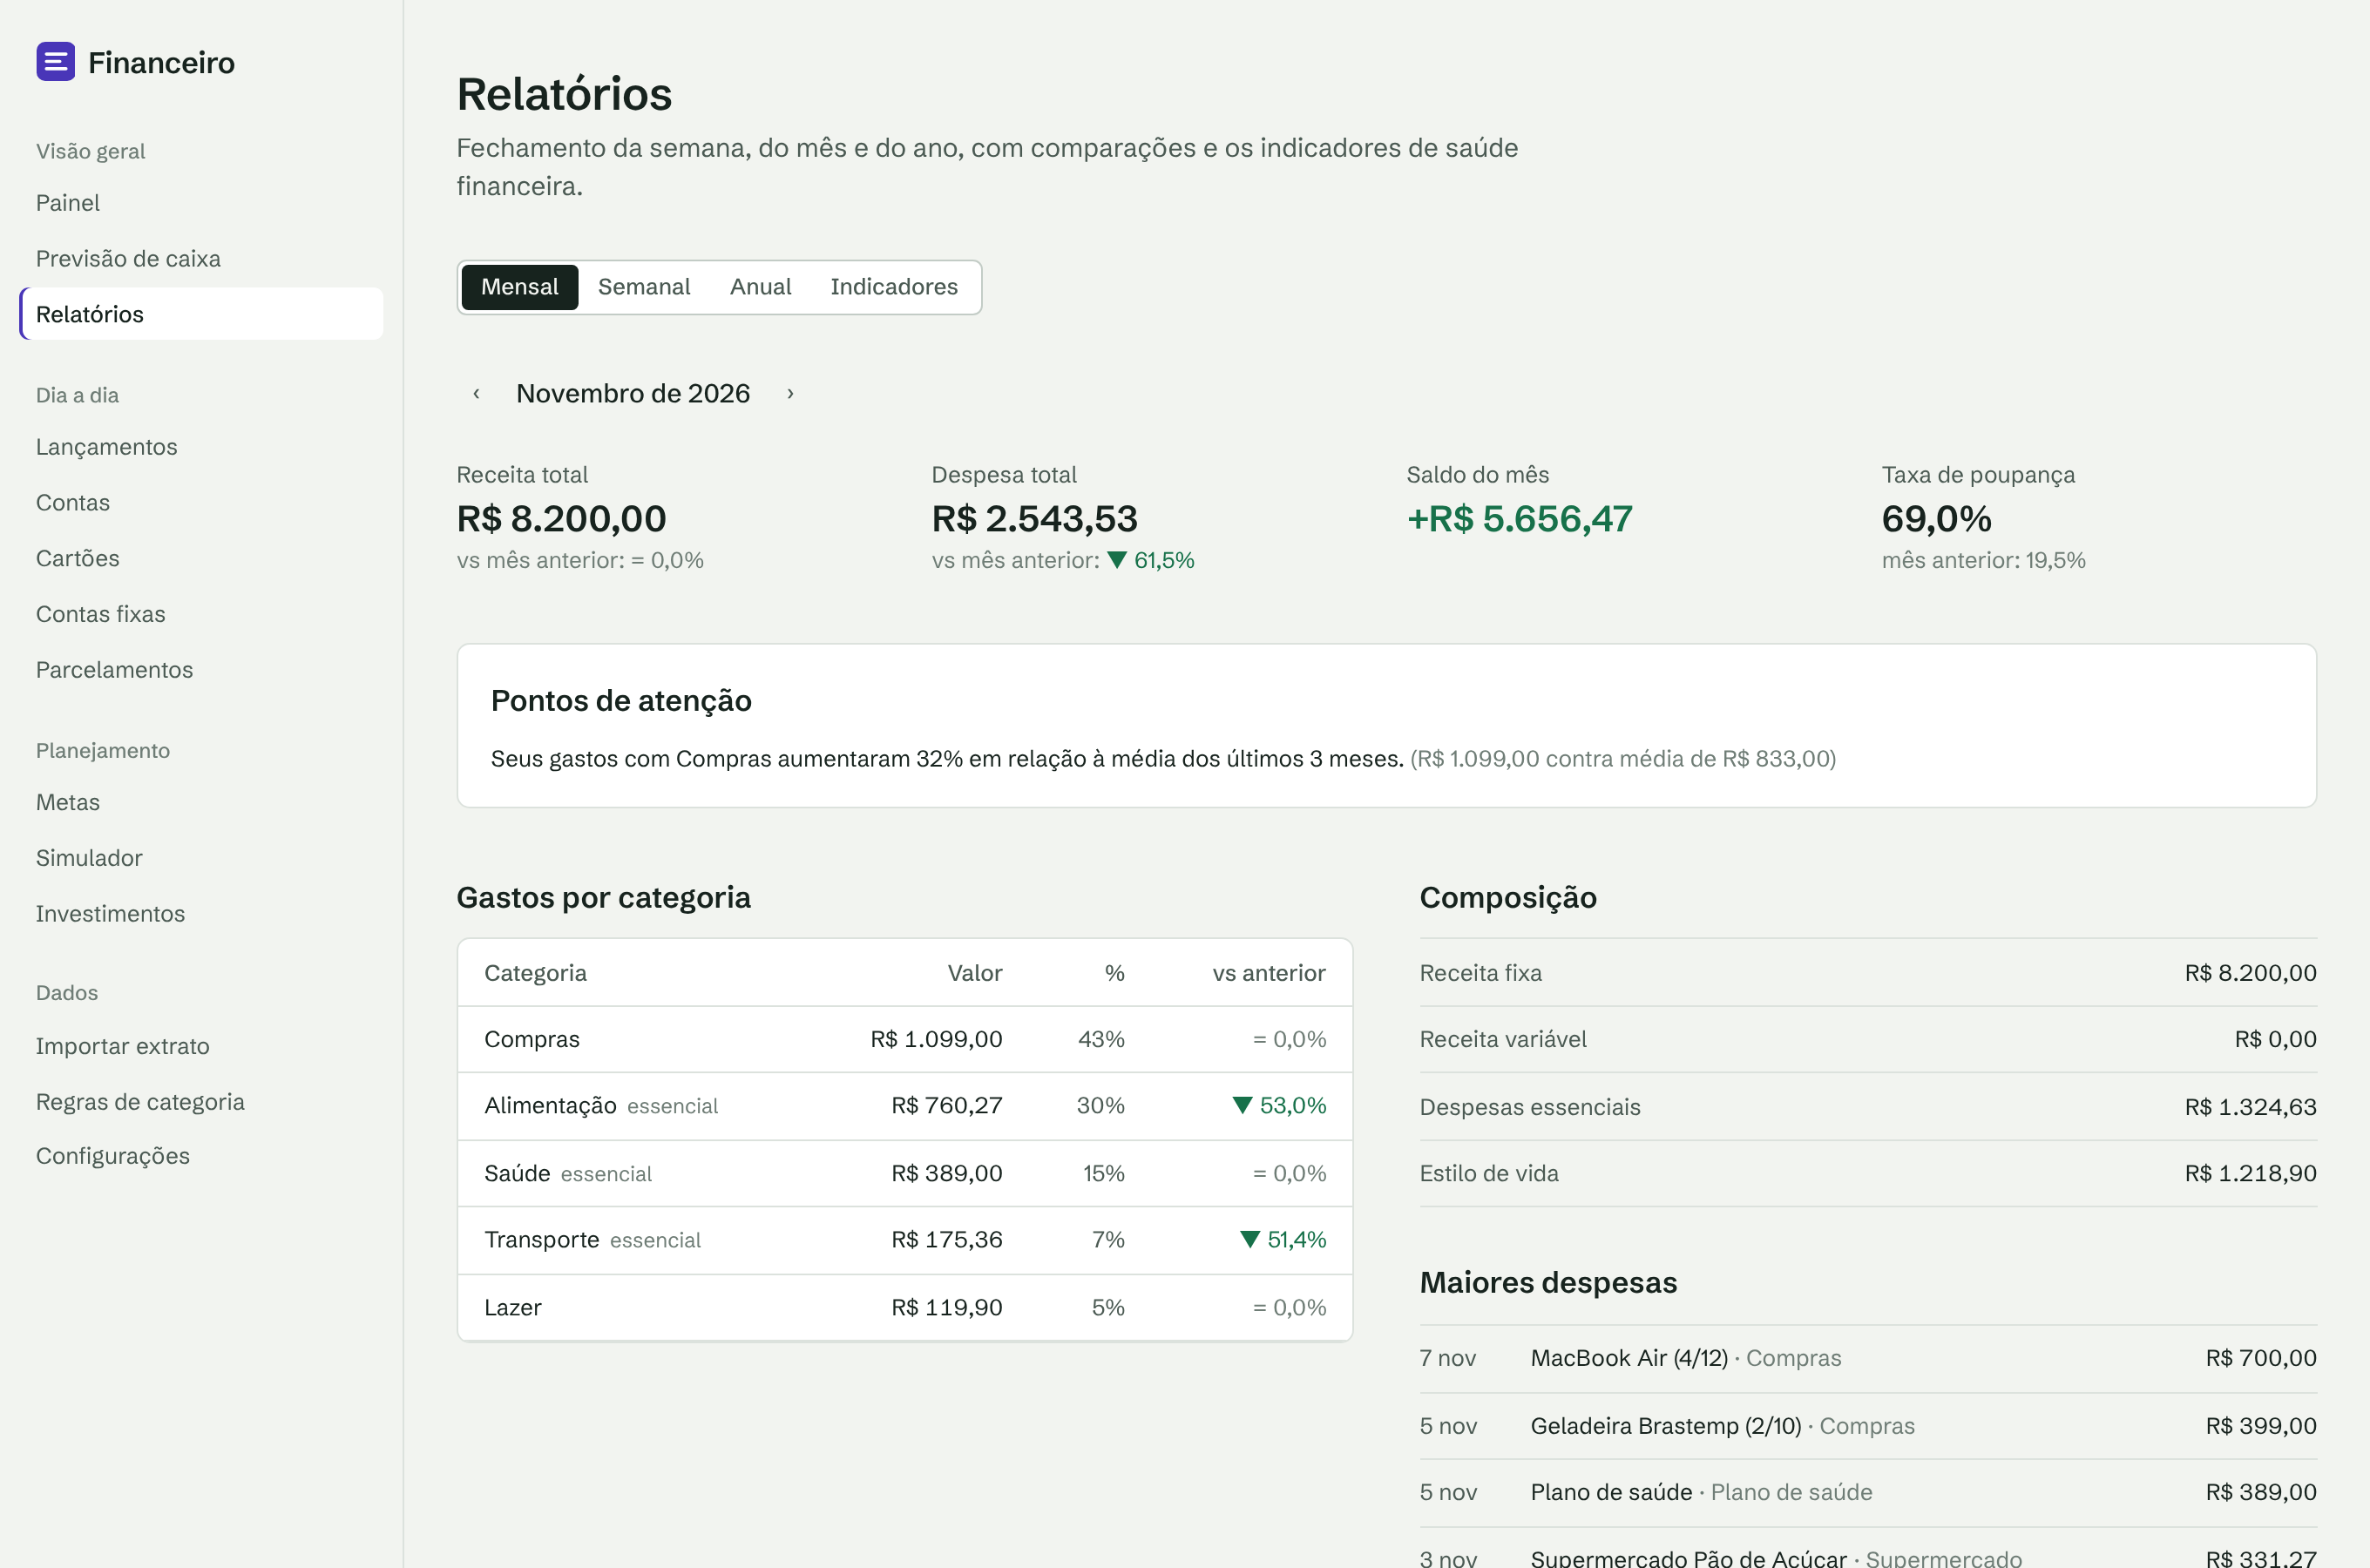 Financeiro
Visão geral
Painel
Previsão de caixa
Relatórios
Dia a dia
Lançamentos
Contas
Cartões
Contas fixas
Parcelamentos
Planejamento
Metas
Simulador
Investimentos
Dados
Importar extrato
Regras de categoria
Configurações
Relatórios
Fechamento da semana, do mês e do ano, com comparações e os indicadores de saúde
financeira.
Mensal Semanal Anual Indicadores
‹ Novembro de 2026 ›
Receita total
R$ 8.200,00
vs mês anterior: = 0,0%
Despesa total
R$ 2.543,53
vs mês anterior: ▼ 61,5%
Saldo do mês
+R$ 5.656,47
Taxa de poupança
69,0%
mês anterior: 19,5%
Pontos de atenção
Seus gastos com Compras aumentaram 32% em relação à média dos últimos 3 meses. (R$ 1.099,00 contra média de R$ 833,00)
Gastos por categoria
Categoria Valor % vs anterior
Compras R$ 1.099,00 43% = 0,0%
Alimentação essencial R$ 760,27 30% ▼ 53,0%
Saúde essencial R$ 389,00 15% = 0,0%
Transporte essencial R$ 175,36 7% ▼ 51,4%
Lazer R$ 119,90 5% = 0,0%
Composição
Receita fixa R$ 8.200,00
Receita variável R$ 0,00
Despesas essenciais R$ 1.324,63
Estilo de vida R$ 1.218,90
Maiores despesas
7 nov MacBook Air (4/12) · Compras R$ 700,00
5 nov Geladeira Brastemp (2/10) · Compras R$ 399,00
5 nov Plano de saúde · Plano de saúde R$ 389,00
3 nov Supermercado Pão de Açúcar · Supermercado R$ 331,27